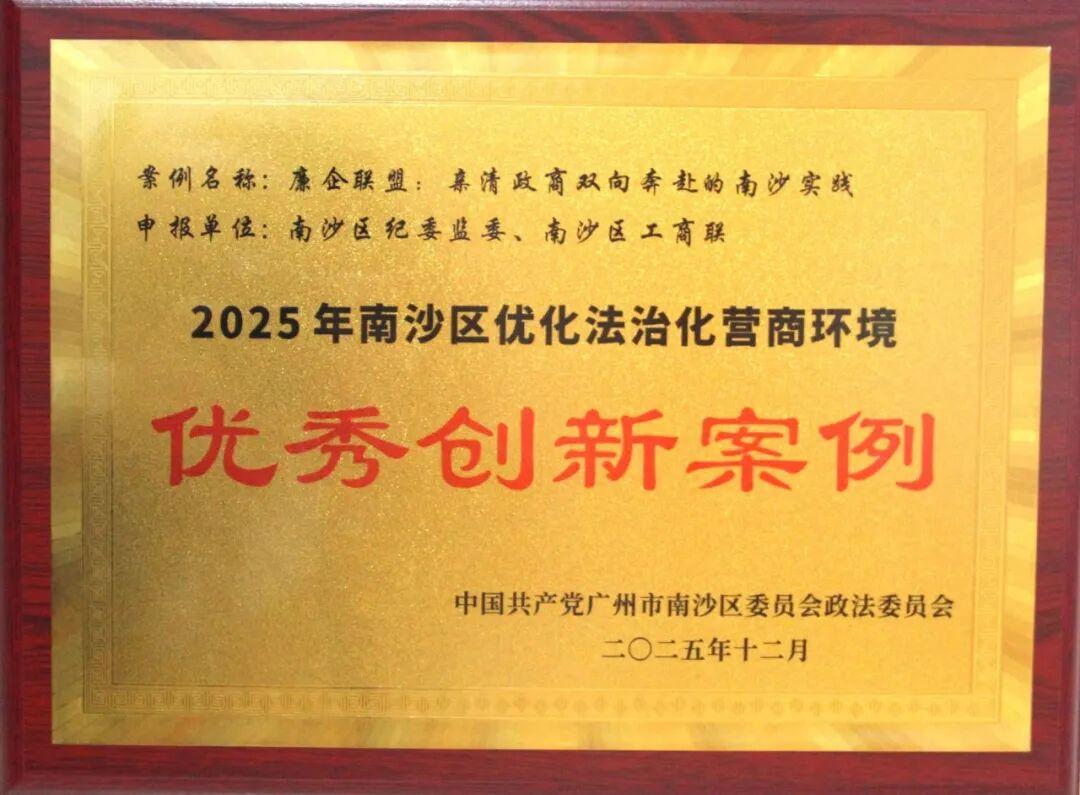 案例名称：廉企联盟：亲清政商双向奔赴的南沙实践
申报单位：南沙区纪委监委、南沙区工商联
2025年南沙区优化法治化营商环境
优秀创新案例
中国共产党广州市南沙区委员会政法委员会
二〇二五年十二月